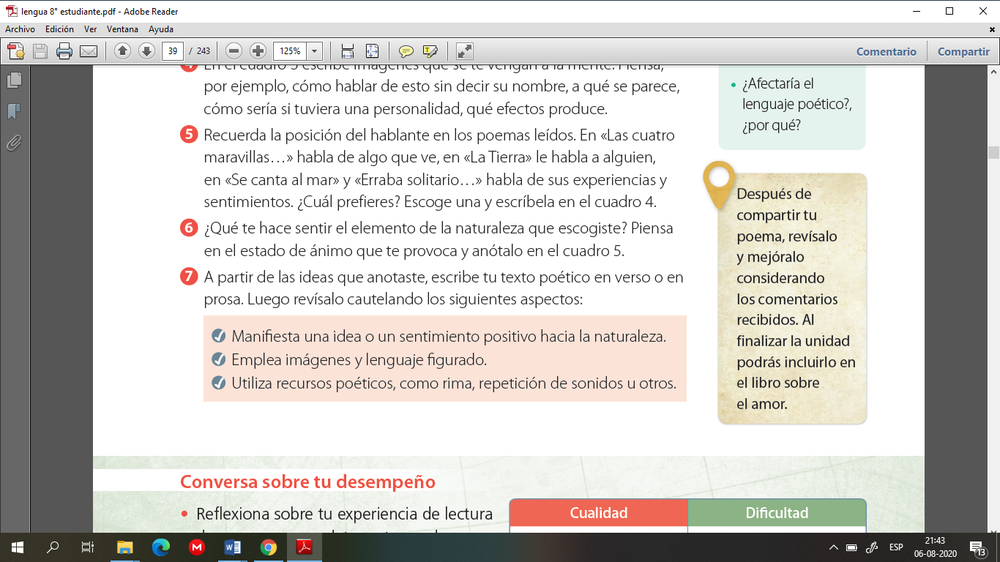 lengua 8° estudiante.pdf - Adobe Reader
Archivo Edición Ver Ventana Ayuda
39 / 243 125% Comentario Compartir
4 En el cuadro 3 escribe imágenes que se te vengan a la mente. Piensa,
por ejemplo, cómo hablar de esto sin decir su nombre, a qué se parece,
cómo sería si tuviera una personalidad, qué efectos produce.
5 Recuerda la posición del hablante en los poemas leídos. En «Las cuatro
maravillas…» habla de algo que ve, en «La Tierra» le habla a alguien,
en «Se canta al mar» y «Erraba solitario…» habla de sus experiencias y
sentimientos. ¿Cuál prefieres? Escoge una y escríbela en el cuadro 4.
6 ¿Qué te hace sentir el elemento de la naturaleza que escogiste? Piensa
en el estado de ánimo que te provoca y anótalo en el cuadro 5.
7 A partir de las ideas que anotaste, escribe tu texto poético en verso o en
prosa. Luego revísalo cautelando los siguientes aspectos:
Manifiesta una idea o un sentimiento positivo hacia la naturaleza.
Emplea imágenes y lenguaje figurado.
Utiliza recursos poéticos, como rima, repetición de sonidos u otros.
• ¿Afectaría el
lenguaje poético?,
¿por qué?
Después de
compartir tu
poema, revísalo
y mejóralo
considerando
los comentarios
recibidos. Al
finalizar la unidad
podrás incluirlo en
el libro sobre
el amor.
Conversa sobre tu desempeño
• Reflexiona sobre tu experiencia de lectura
Cualidad Dificultad
ESP
21:43
06-08-2020
13